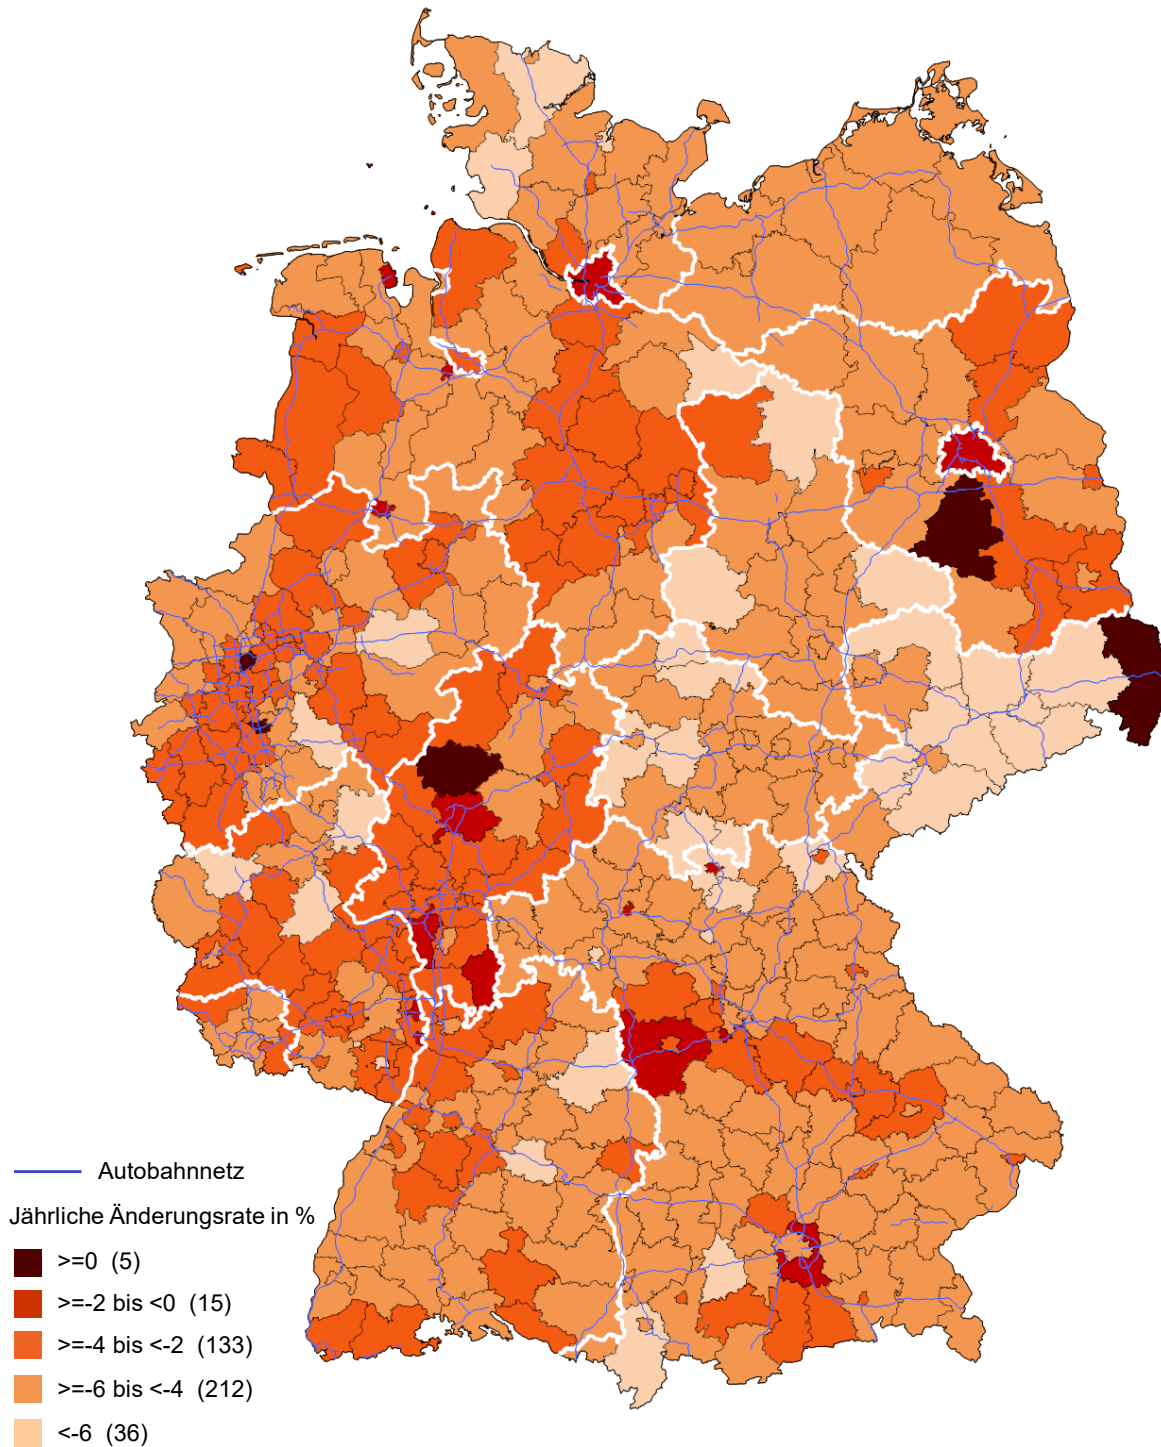 Autobahnnetz
Jährliche Änderungsrate in %
>=0 (5)
>=-2 bis <0 (15)
>=-4 bis <-2 (133)
>=-6 bis <-4 (212)
<-6 (36)